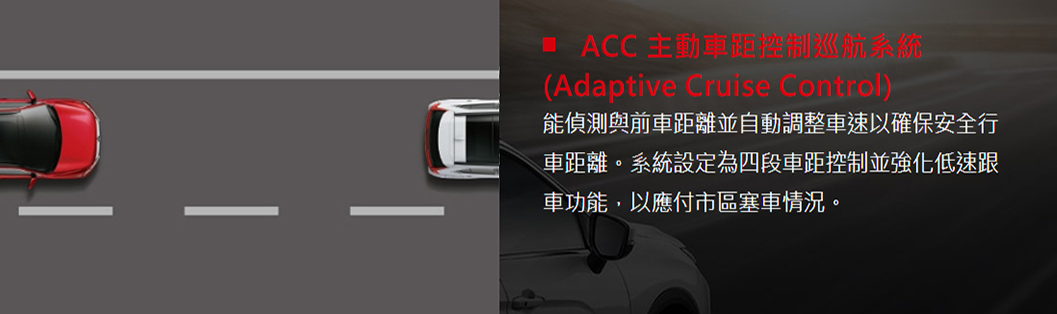 ■ ACC 主動車距控制巡航系統
(Adaptive Cruise Control)
能偵測與前車距離並自動調整車速以確保安全行
車距離。系統設定為四段車距控制並強化低速跟
車功能，以應付市區塞車情況。